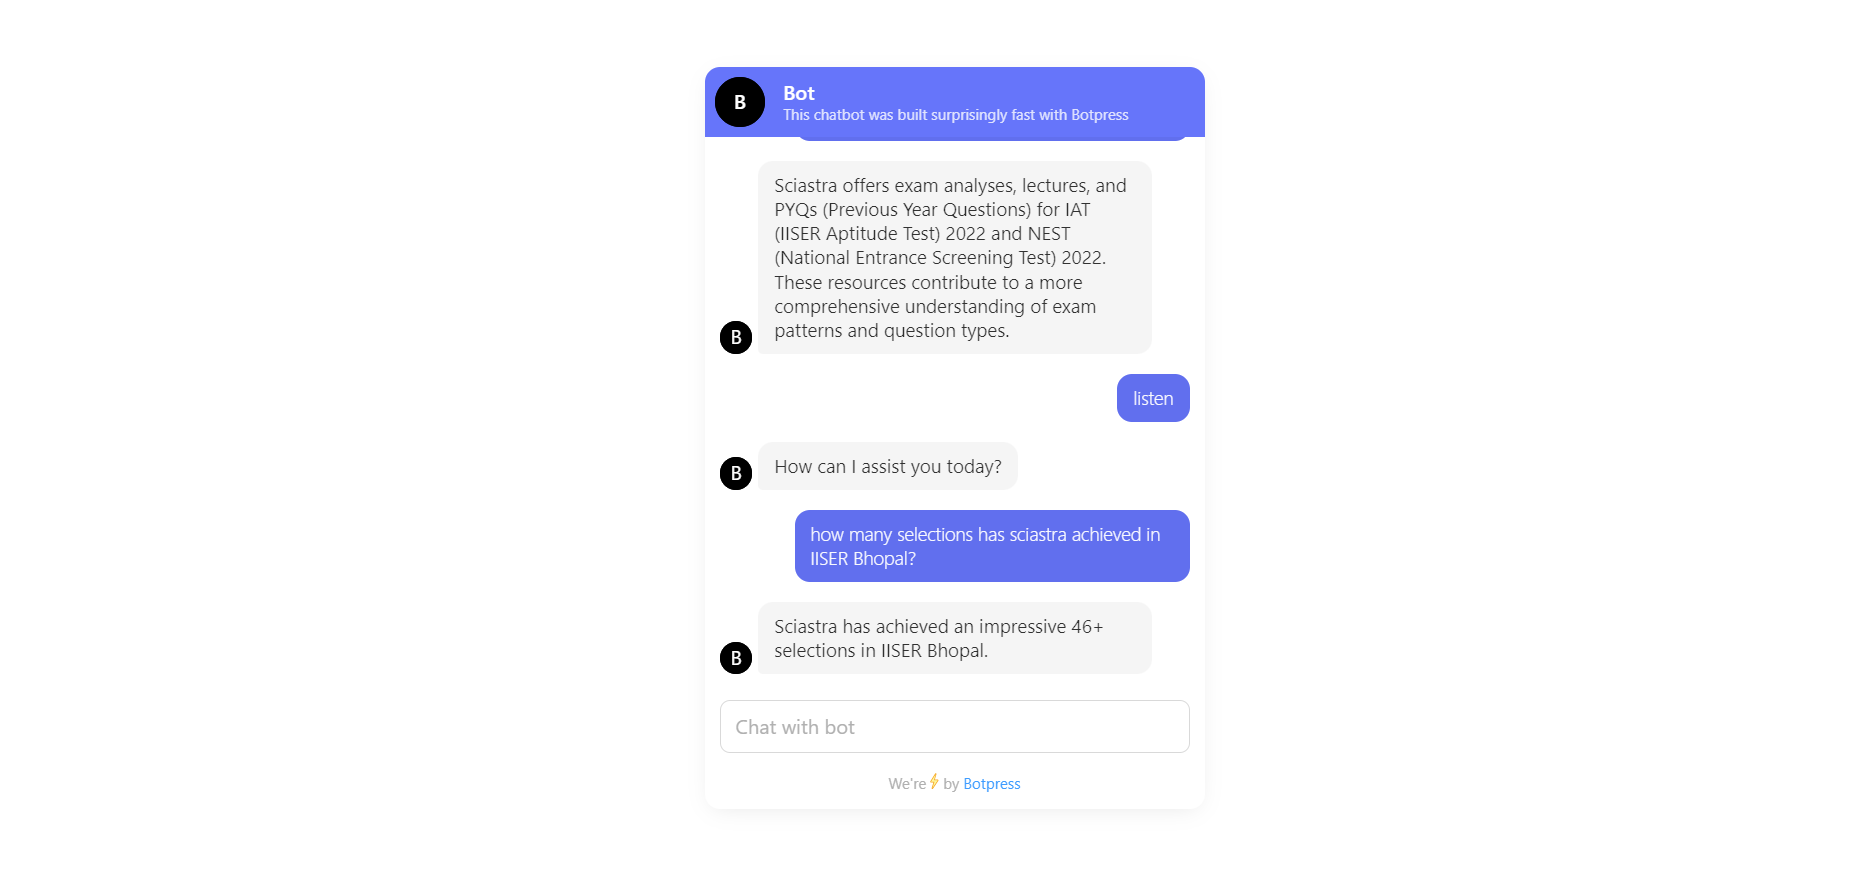 B
Bot
This chatbot was built surprisingly fast with Botpress
Sciastra offers exam analyses, lectures, and
PYQs (Previous Year Questions) for IAT
(IISER Aptitude Test) 2022 and NEST
(National Entrance Screening Test) 2022.
These resources contribute to a more
comprehensive understanding of exam
patterns and question types.
B
listen
How can I assist you today?
B
how many selections has sciastra achieved in
IISER Bhopal?
Sciastra has achieved an impressive 46+
selections in IISER Bhopal.
B
Chat with bot
We're⚡by Botpress